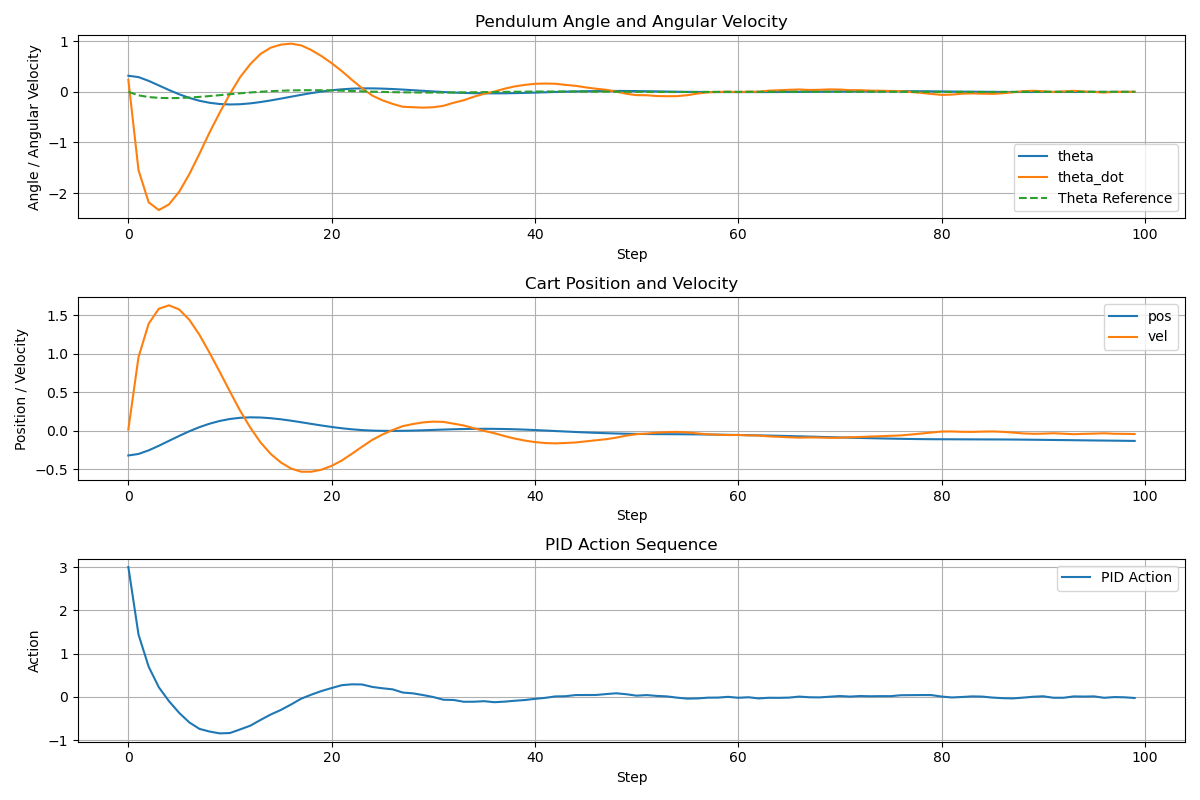 Pendulum Angle and Angular Velocity
Angle / Angular Velocity
1
0
−1
−2
theta
theta_dot
Theta Reference
0 20 40 60 80 100
Step
Cart Position and Velocity
Position / Velocity
1.5
1.0
0.5
0.0
−0.5
pos
vel
0 20 40 60 80 100
Step
PID Action Sequence
Action
3
2
1
0
−1
PID Action
0 20 40 60 80 100
Step